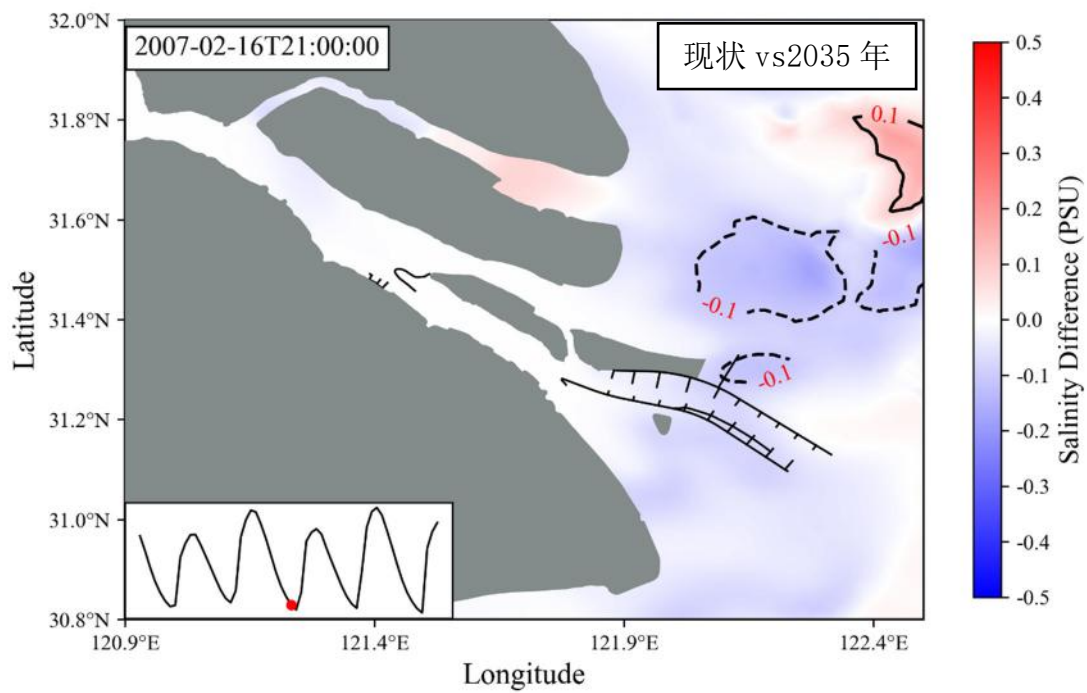 32.0°N
2007-02-16T21:00:00
现状 vs2035 年
31.8°N
31.6°N
31.4°N
31.2°N
31.0°N
30.8°N
Latitude
120.9°E
121.4°E
121.9°E
122.4°E
Longitude
0.1
-0.1
-0.1
-0.1
0.5
0.4
0.3
0.2
0.1
0.0
-0.1
-0.2
-0.3
-0.4
-0.5
Salinity Difference (PSU)